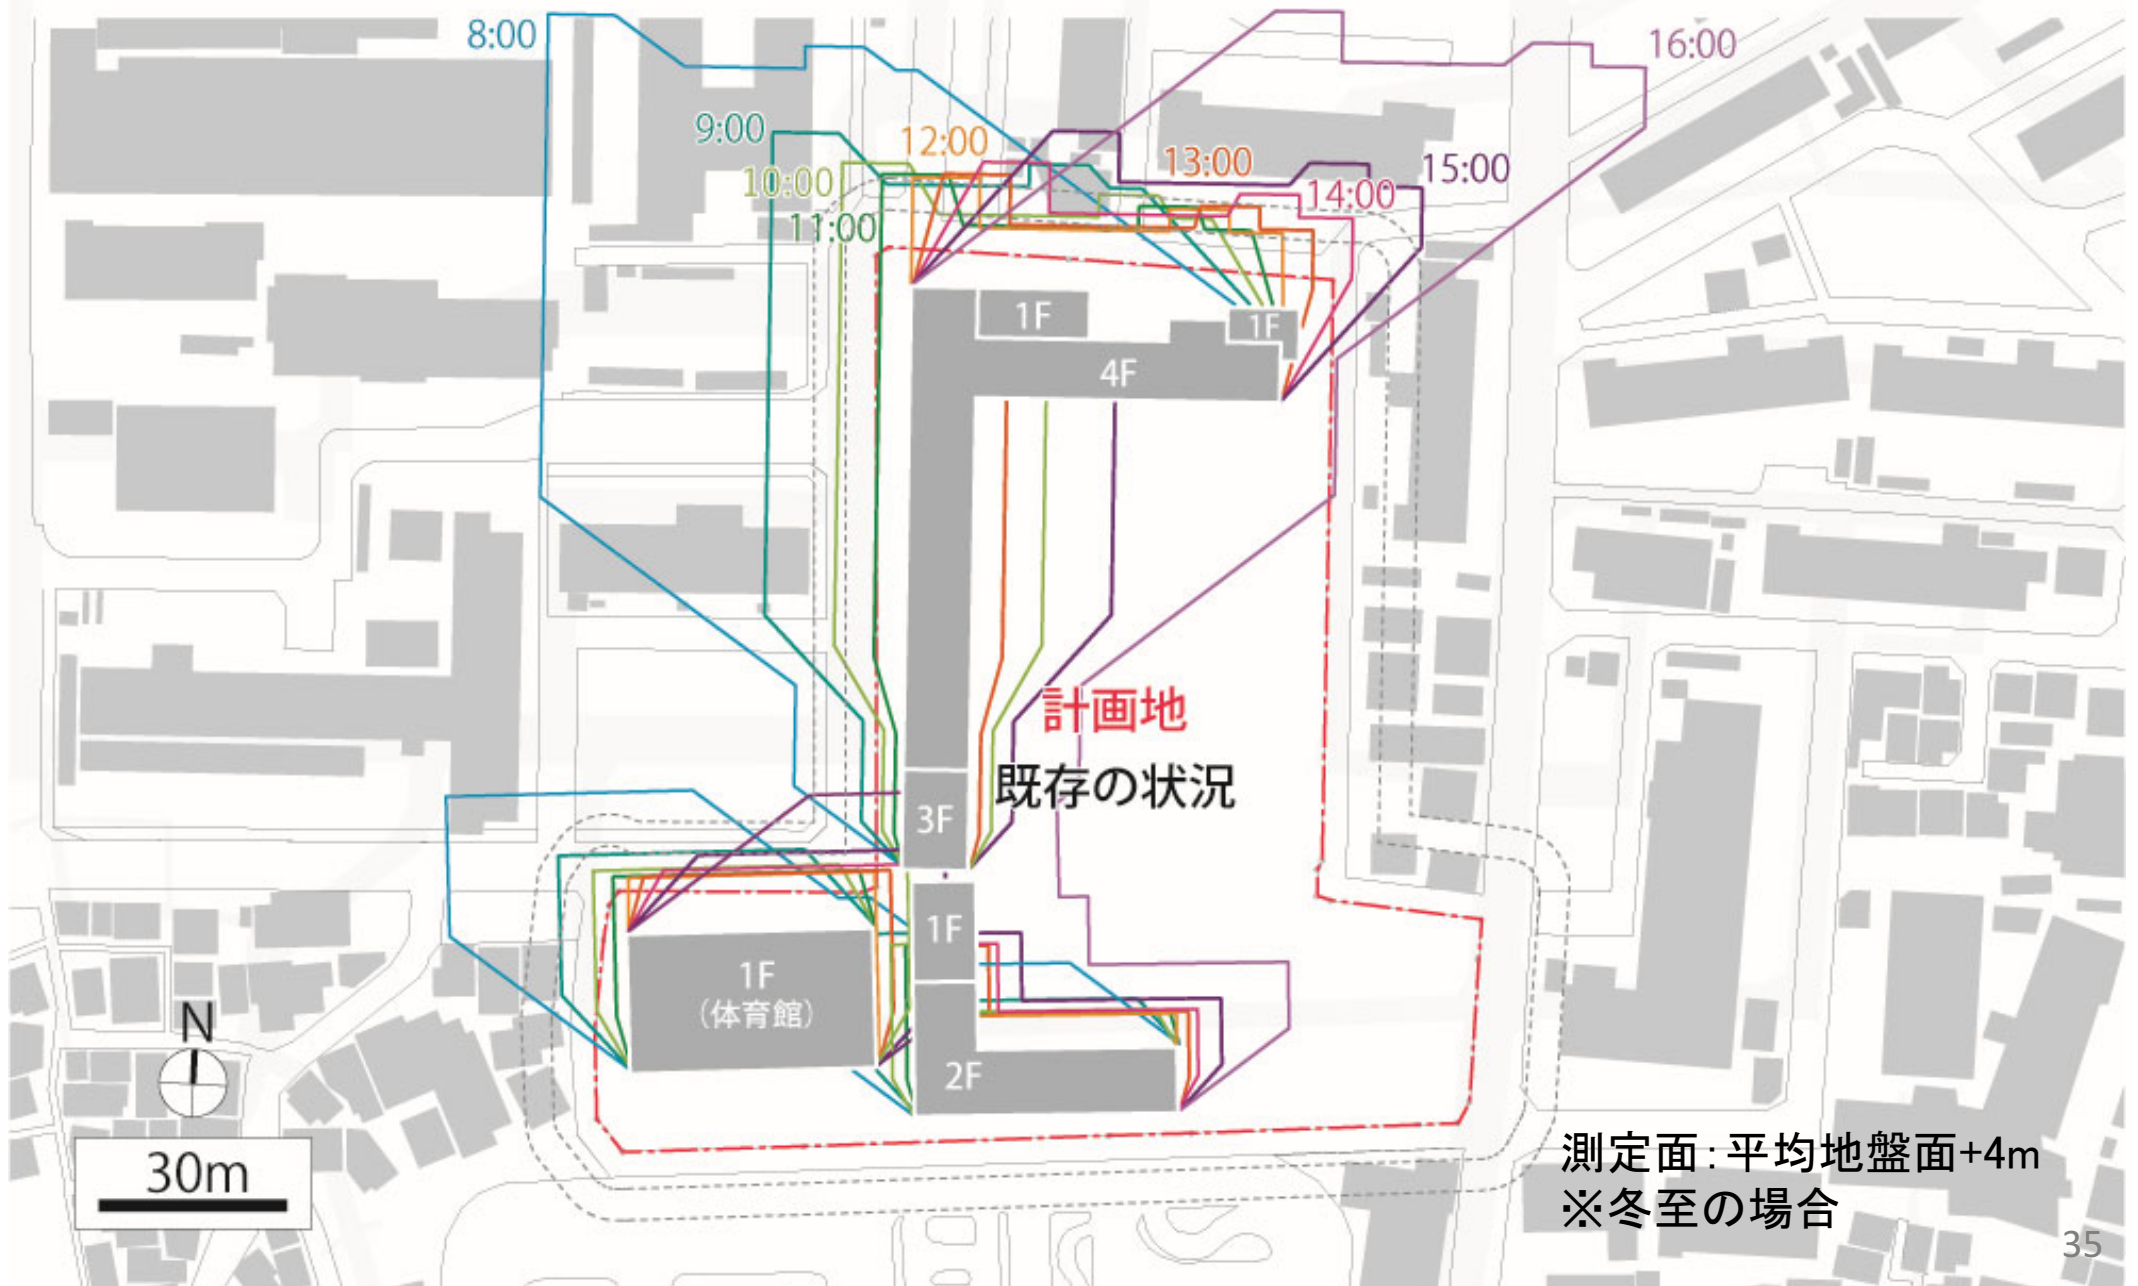 8:00
16:00
9:00
12:00
13:00
15:00
10:00
14:00
11:00
1F
1F
4F
計画地
既存の状況
3F
1F
1F
(体育館)
2F
N
30m
測定面:平均地盤面+4m
※冬至の場合
35